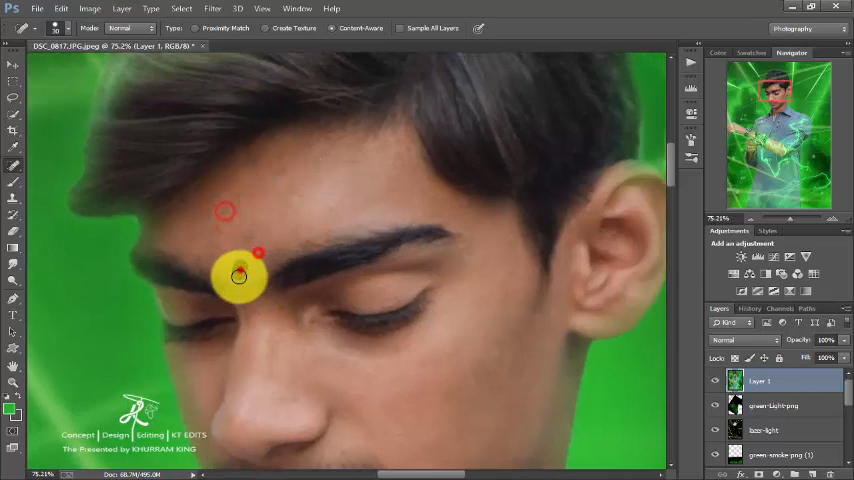 Ps File Edit Image Layer Type Select Filter 3D View Window Help
30 Mode: Normal Type: Proximity Match Create Texture Content-Aware Sample All Layers Photography
DSC_0817.JPG.jpeg @ 75.2% (Layer 1, RGB/8) * ×
Color Swatches Navigator
75.21%
Adjustments Styles
Add an adjustment
Layers History Channels Paths
Kind
Normal Opacity: 100%
Lock: Fill: 100%
Layer 1
green-Light-png
lazer-light
green-smoke-png (1)
Concept | Design | Editing | KT EDITS
The Presented by KHURRAM KING
75.21% Doc: 68.7M/495.0M
fx